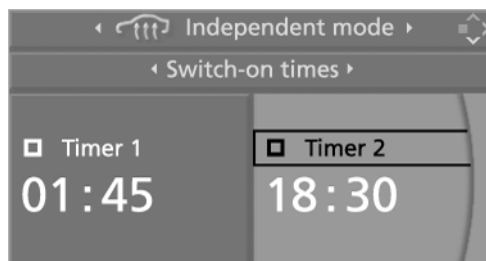 Independent mode
Switch-on times
Timer 1 Timer 2
01:45 18:30